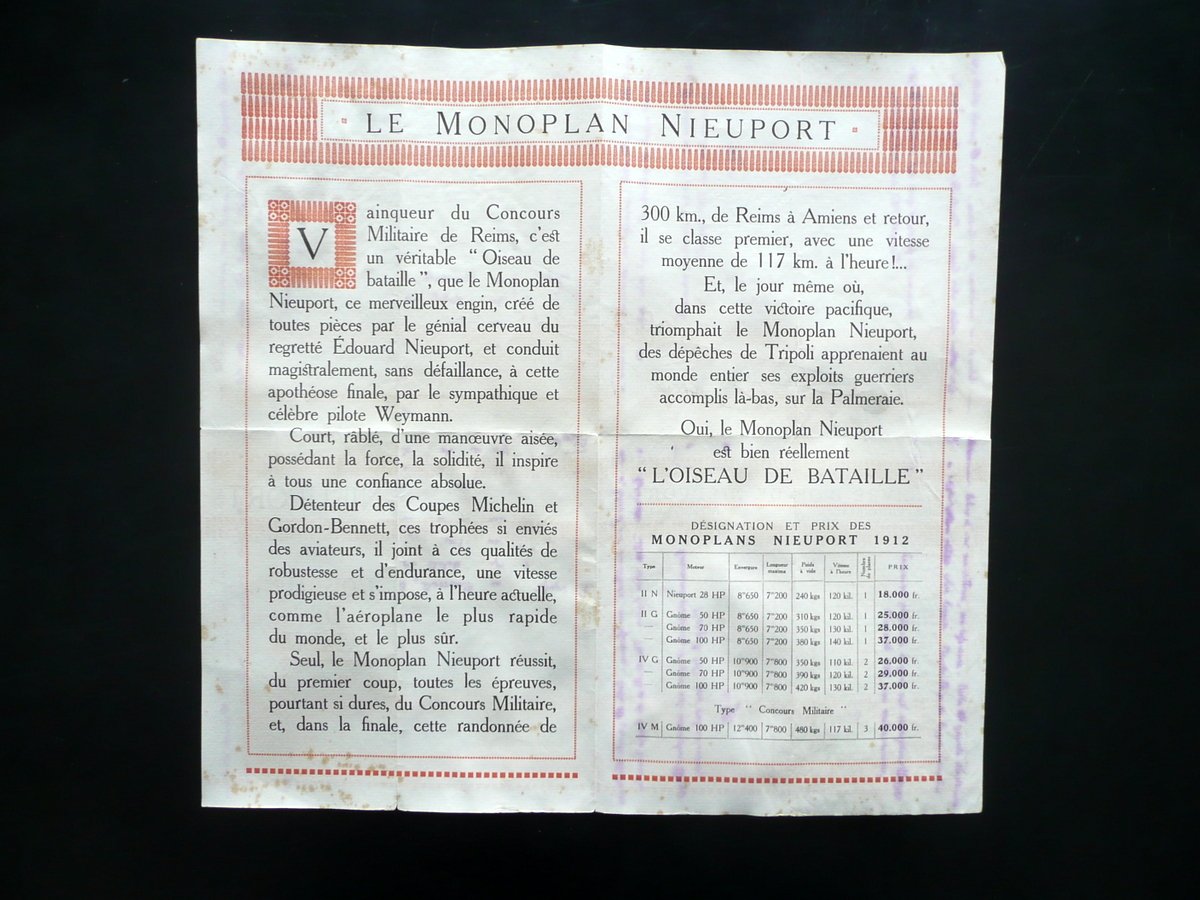 LE MONOPLAN NIEUPORT
Vainqueur du Concours
Militaire de Reims, c'est
un véritable "Oiseau de
bataille", que le Monoplan
Nieuport, ce merveilleux engin, créé de
toutes pièces par le génial cerveau du
regretté Édouard Nieuport, et conduit
magistralement, sans défaillance, à cette
apothéose finale, par le sympathique et
célèbre pilote Weymann.
Court, râblé, d'une manœuvre aisée,
possédant la force, la solidité, il inspire
à tous une confiance absolue.
Détenteur des Coupes Michelin et
Gordon-Bennett, ces trophées si enviés
des aviateurs, il joint à ces qualités de
robustesse et d'endurance, une vitesse
prodigieuse et s'impose, à l'heure actuelle,
comme l'aéroplane le plus rapide
du monde, et le plus sûr.
Seul, le Monoplan Nieuport réussit,
du premier coup, toutes les épreuves,
pourtant si dures, du Concours Militaire,
et, dans la finale, cette randonnée de
300 km., de Reims à Amiens et retour,
il se classe premier, avec une vitesse
moyenne de 117 km. à l'heure!...
Et, le jour même où,
dans cette victoire pacifique,
triomphait le Monoplan Nieuport,
des dépêches de Tripoli apprenaient au
monde entier ses exploits guerriers
accomplis là-bas, sur la Palmeraie.
Oui, le Monoplan Nieuport
est bien réellement
"L'OISEAU DE BATAILLE"
DÉSIGNATION ET PRIX DES
MONOPLANS NIEUPORT 1912
Type Moteur Envergure Longueur maxima Poids à vide Vitesse à l'heure Nombre de places PRIX
II N Nieuport 28 HP 8m650 7m200 240 kgs 120 kil. 1 18.000 fr.
II G Gnôme 50 HP 8m650 7m200 310 kgs 120 kil. 1 25.000 fr.
— Gnôme 70 HP 8m650 7m200 350 kgs 130 kil. 1 28.000 fr.
— Gnôme 100 HP 8m650 7m200 380 kgs 140 kil. 1 37.000 fr.
IV G Gnôme 50 HP 10m900 7m800 350 kgs 110 kil. 2 26.000 fr.
— Gnôme 70 HP 10m900 7m800 390 kgs 120 kil. 2 29.000 fr.
Gnôme 100 HP 10m900 7m800 420 kgs 130 kil. 2 37.000 fr.
Type "Concours Militaire"
IV M Gnôme 100 HP 12m400 7m800 480 kgs 117 kil. 3 40.000 fr.